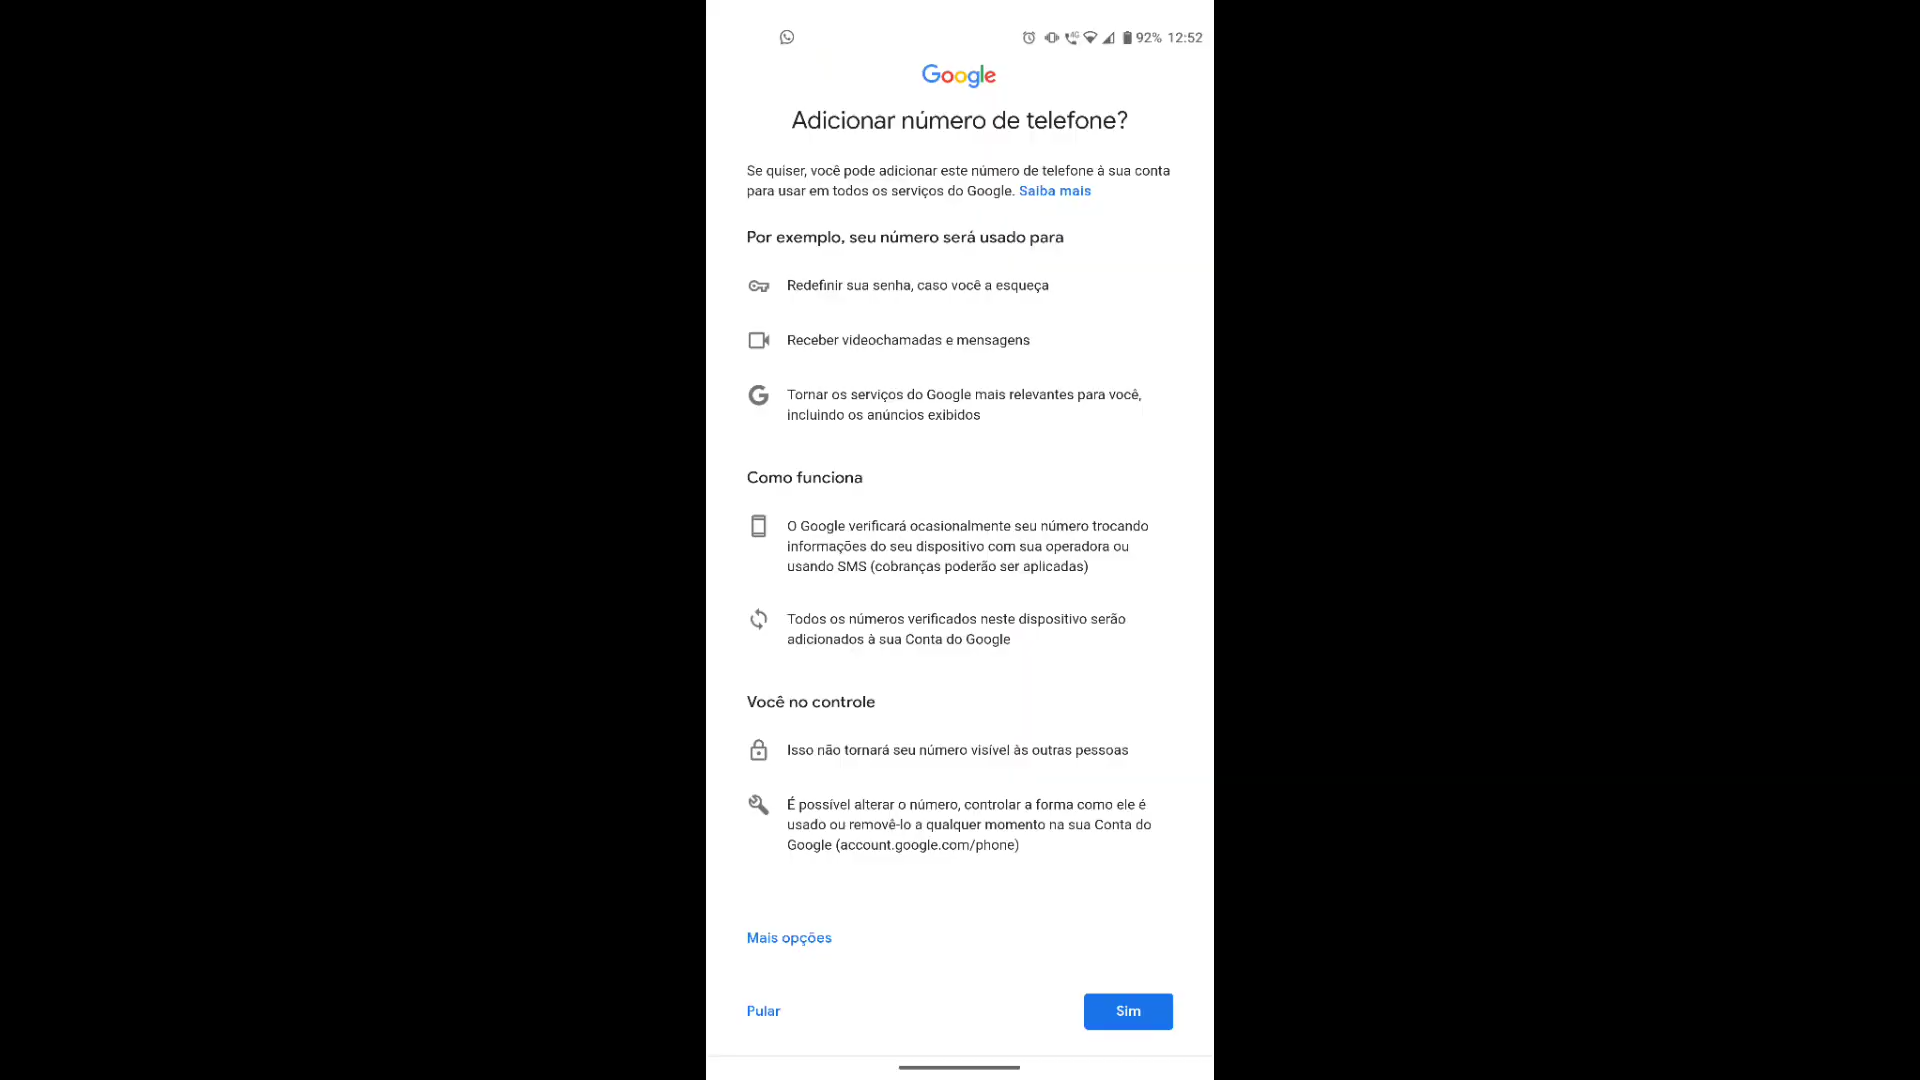 92% 12:52
Google
Adicionar número de telefone?
Se quiser, você pode adicionar este número de telefone à sua conta
para usar em todos os serviços do Google. Saiba mais
Por exemplo, seu número será usado para
Redefinir sua senha, caso você a esqueça
Receber videochamadas e mensagens
Tornar os serviços do Google mais relevantes para você,
incluindo os anúncios exibidos
Como funciona
O Google verificará ocasionalmente seu número trocando
informações do seu dispositivo com sua operadora ou
usando SMS (cobranças poderão ser aplicadas)
Todos os números verificados neste dispositivo serão
adicionados à sua Conta do Google
Você no controle
Isso não tornará seu número visível às outras pessoas
É possível alterar o número, controlar a forma como ele é
usado ou removê-lo a qualquer momento na sua Conta do
Google (account.google.com/phone)
Mais opções
Pular
Sim